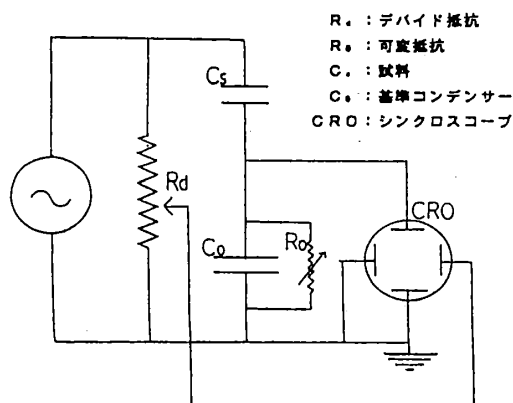 Rd：デバイド抵抗
Ro：可変抵抗
Cs：試料
Co：基準コンデンサー
CRO：シンクロスコープ
Cs
Rd
CRO
Co
Ro